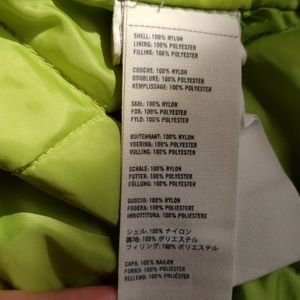 SHELL: 100% NYLON
LINING: 100% POLYESTER
FILLING: 100% POLYESTER
COUCHE: 100% NYLON
DOUBLURE: 100% POLYESTER
REMPLISSAGE: 100% POLYESTER
SKAL: 100% NYLON
FOR: 100% POLYESTER
FYLD: 100% POLYESTER
BUITENKANT: 100% NYLON
VOERING: 100% POLYESTER
VULLING: 100% POLYESTER
SCHALE: 100% NYLON
FUTTER: 100% POLYESTER
FÜLLUNG: 100% POLYESTER
GUSCIO: 100% NYLON
FODERA: 100% POLIESTERE
IMBOTTITURA: 100% POLIESTERE
シェル: 100% ナイロン
裏地: 100% ポリエステル
フィリング: 100% ポリエステル
CAPA: 100% NAILON
FORRO: 100% POLIESTER
RELLENO: 100% POLIESTER